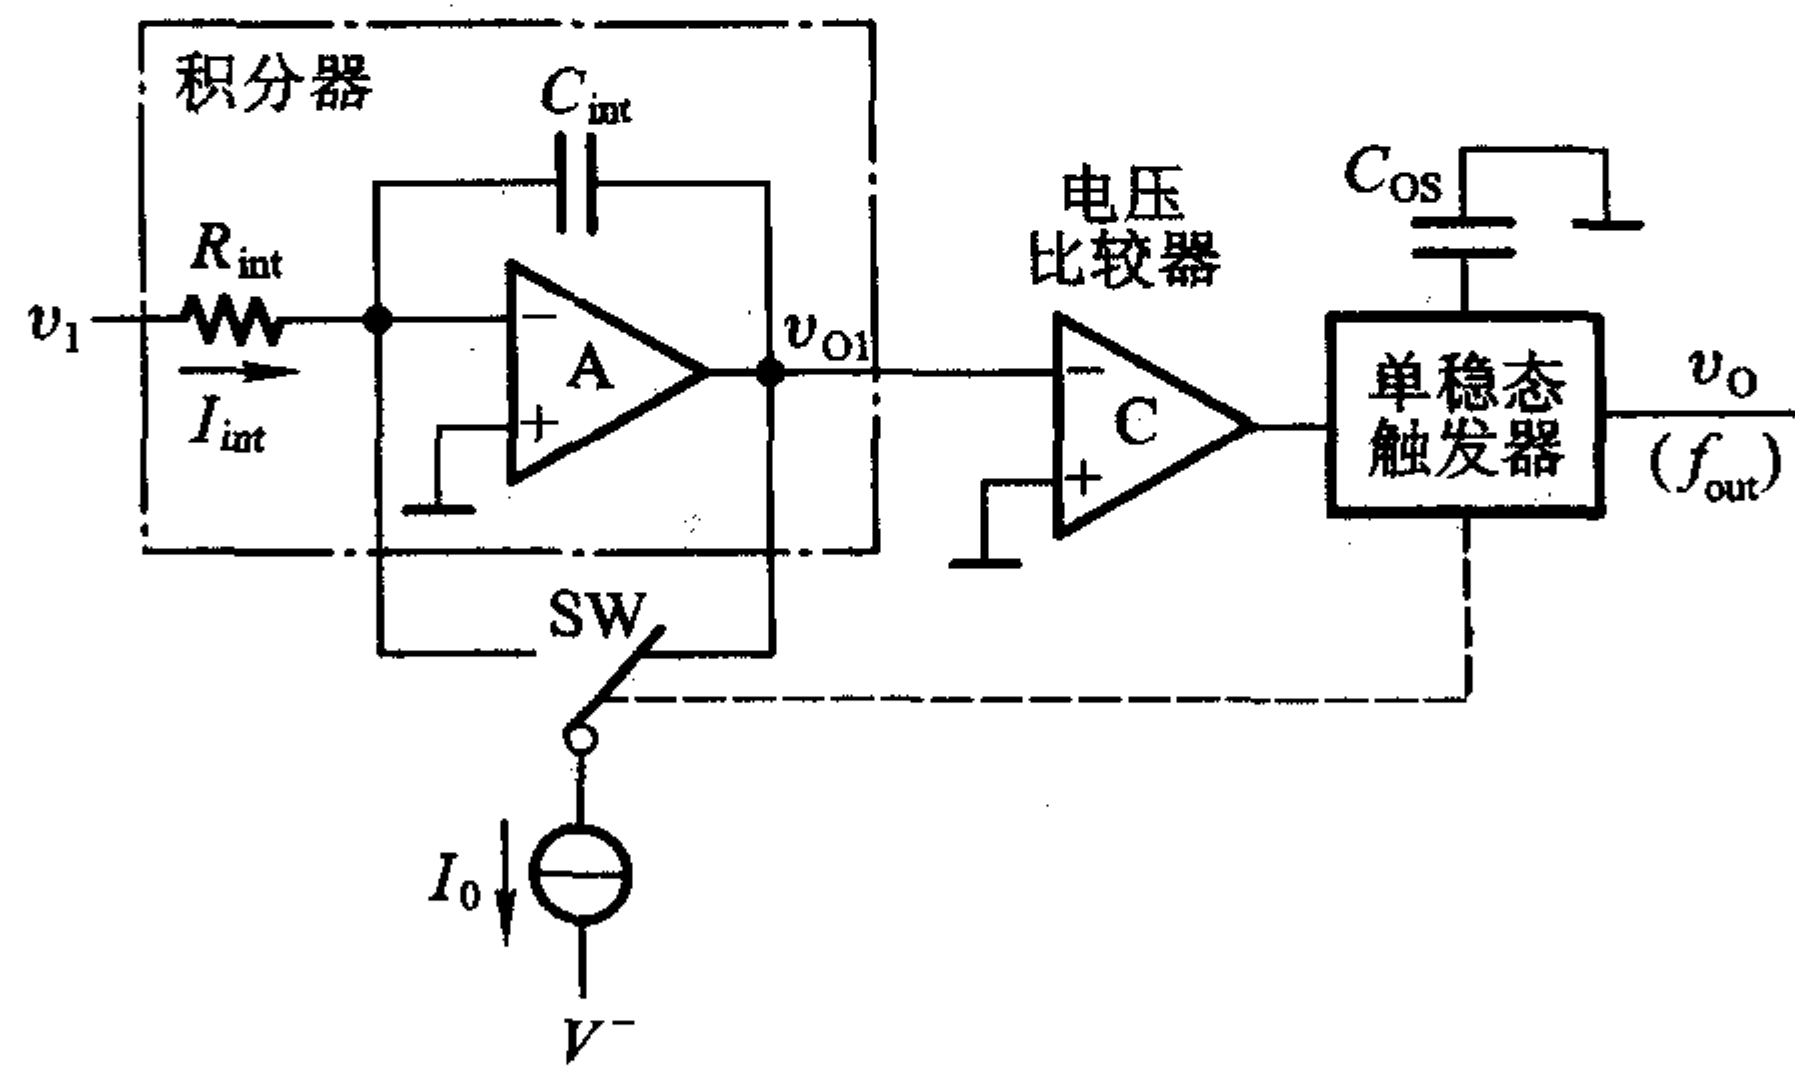 积分器
C_int
R_int
v_I
I_int
−
A
+
v_O1
电压
比较器
−
C
+
C_OS
单稳态
触发器
v_O
(f_out)
SW
I_0
V^−